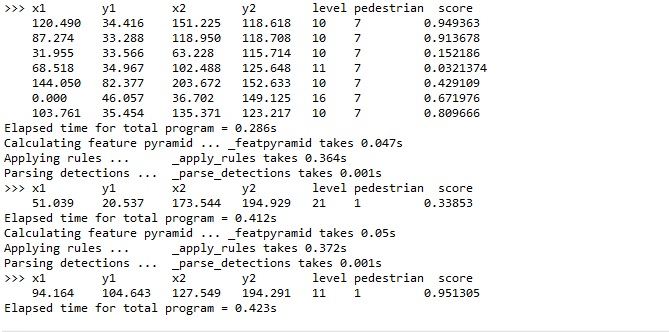 >>> x1 y1 x2 y2 level pedestrian score
120.490 34.416 151.225 118.618 10 7 0.949363
87.274 33.288 118.950 118.708 10 7 0.913678
31.955 33.566 63.228 115.714 10 7 0.152186
68.518 34.967 102.488 125.648 11 7 0.0321374
144.050 82.377 203.672 152.633 10 7 0.429109
0.000 46.057 36.702 149.125 16 7 0.671976
103.761 35.454 135.371 123.217 10 7 0.809666
Elapsed time for total program = 0.286s
Calculating feature pyramid ... _featpyramid takes 0.047s
Applying rules ... _apply_rules takes 0.364s
Parsing detections ... _parse_detections takes 0.001s
>>> x1 y1 x2 y2 level pedestrian score
51.039 20.537 173.544 194.929 21 1 0.33853
Elapsed time for total program = 0.412s
Calculating feature pyramid ... _featpyramid takes 0.05s
Applying rules ... _apply_rules takes 0.372s
Parsing detections ... _parse_detections takes 0.001s
>>> x1 y1 x2 y2 level pedestrian score
94.164 104.643 127.549 194.291 11 1 0.951305
Elapsed time for total program = 0.423s